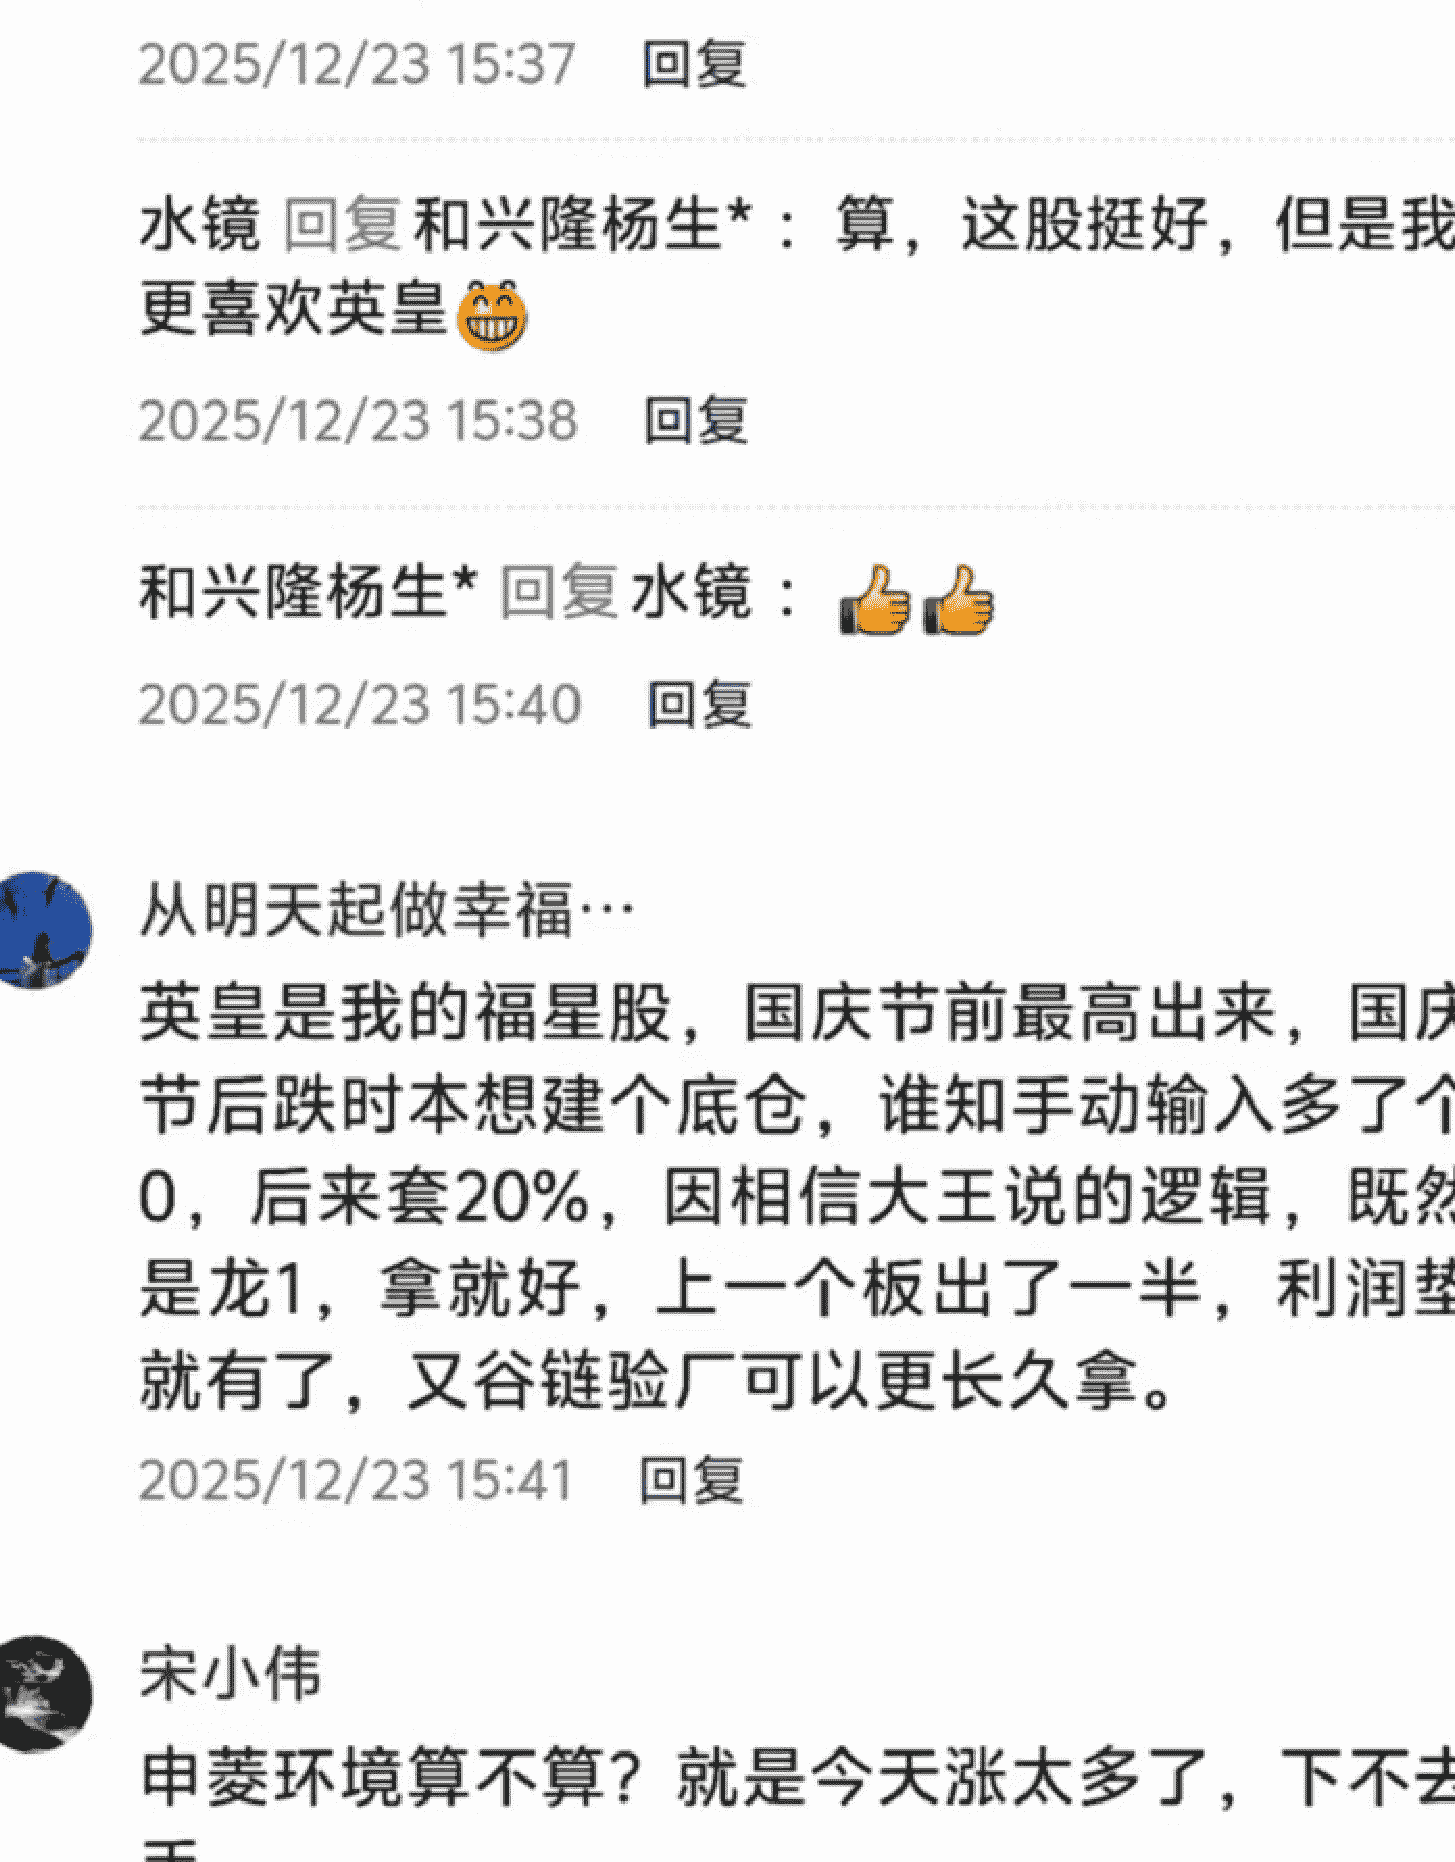 2025/12/23 15:37 回复
水镜 回复和兴隆杨生*：算，这股挺好，但是我
更喜欢英皇
2025/12/23 15:38 回复
和兴隆杨生* 回复水镜：
2025/12/23 15:40 回复
从明天起做幸福…
英皇是我的福星股，国庆节前最高出来，国庆
节后跌时本想建个底仓，谁知手动输入多了个
0，后来套20%，因相信大王说的逻辑，既然
是龙1，拿就好，上一个板出了一半，利润垫
就有了，又谷链验厂可以更长久拿。
2025/12/23 15:41 回复
宋小伟
申菱环境算不算？就是今天涨太多了，下不去